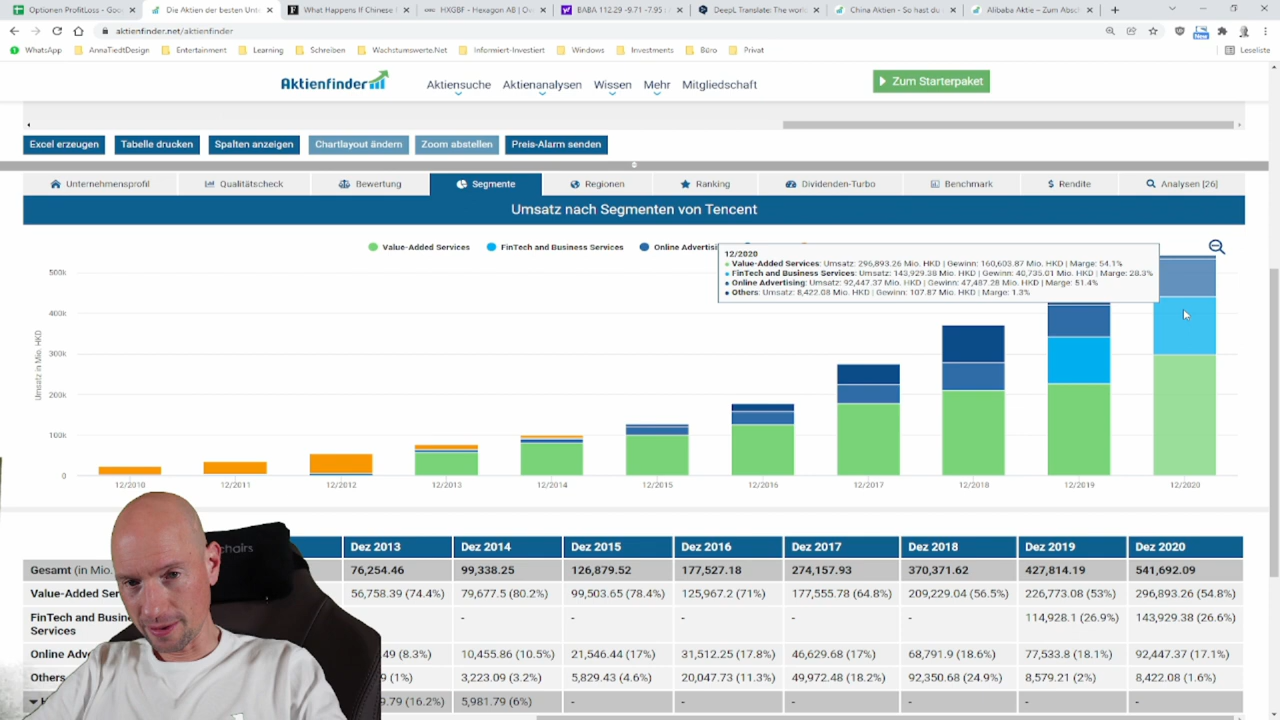 Optionen ProfitLoss - Goo
Die Aktien der besten Unte
What Happens If Chinese
HXGBF - Hexagon AB | Ov
BABA 112.29 -9.71 -7.95
DeepL Translate: The world
China Aktien - So hast du
Alibaba Aktie – Zum Absc
aktienfinder.net/aktienfinder
New
WhatsApp
AnnaTiedtDesign
Entertainment
Learning
Schreiben
Wachstumswerte.Net
Informiert-Investiert
Windows
Investments
Büro
Privat
Leseliste
Aktienfinder
Aktiensuche
Aktienanalysen
Wissen
Mehr
Mitgliedschaft
Zum Starterpaket
Excel erzeugen
Tabelle drucken
Spalten anzeigen
Chartlayout ändern
Zoom abstellen
Preis-Alarm senden
Unternehmensprofil
Qualitätscheck
Bewertung
Segmente
Regionen
Ranking
Dividenden-Turbo
Benchmark
Rendite
Analysen [26]
Umsatz nach Segmenten von Tencent
Value-Added Services
FinTech and Business Services
Online Advertisi
12/2020
Value-Added Services: Umsatz: 296,893.26 Mio. HKD | Gewinn: 160,603.87 Mio. HKD | Marge: 54.1%
FinTech and Business Services: Umsatz: 143,929.38 Mio. HKD | Gewinn: 40,735.01 Mio. HKD | Marge: 28.3%
Online Advertising: Umsatz: 92,447.37 Mio. HKD | Gewinn: 47,487.28 Mio. HKD | Marge: 51.4%
Others: Umsatz: 8,422.08 Mio. HKD | Gewinn: 107.87 Mio. HKD | Marge: 1.3%
Umsatz in Mio. HKD
500k
400k
300k
200k
100k
0
12/2010
12/2011
12/2012
12/2013
12/2014
12/2015
12/2016
12/2017
12/2018
12/2019
12/2020
chairs
Dez 2013 Dez 2014 Dez 2015 Dez 2016 Dez 2017 Dez 2018 Dez 2019 Dez 2020
Gesamt (in Mio. 76,254.46 99,338.25 126,879.52 177,527.18 274,157.93 370,371.62 427,814.19 541,692.09
Value-Added Ser 56,758.39 (74.4%) 79,677.5 (80.2%) 99,503.65 (78.4%) 125,967.2 (71%) 177,555.78 (64.8%) 209,229.04 (56.5%) 226,773.08 (53%) 296,893.26 (54.8%)
FinTech and Busine - - - - - 114,928.1 (26.9%) 143,929.38 (26.6%)
Services
Online Adve .49 (8.3%) 10,455.86 (10.5%) 21,546.44 (17%) 31,512.25 (17.8%) 46,629.68 (17%) 68,791.9 (18.6%) 77,533.8 (18.1%) 92,447.37 (17.1%)
Others 9 (1%) 3,223.09 (3.2%) 5,829.43 (4.6%) 20,047.73 (11.3%) 49,972.48 (18.2%) 92,350.68 (24.9%) 8,579.21 (2%) 8,422.08 (1.6%)
9.79 (16.2%) 5,981.79 (6%) - - - - - -